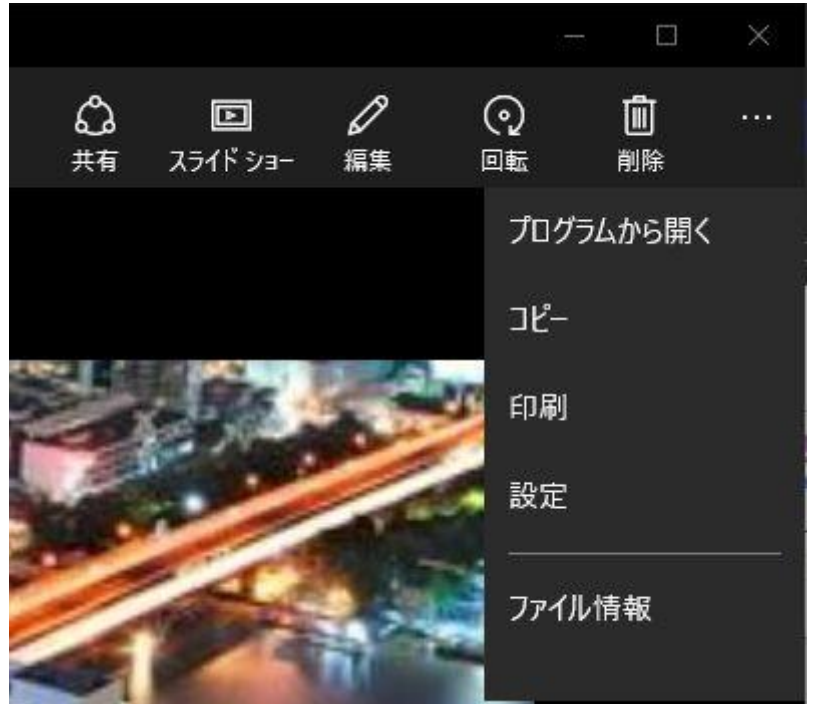 共有
スライド ショー
編集
回転
削除
プログラムから開く
コピー
印刷
設定
ファイル情報